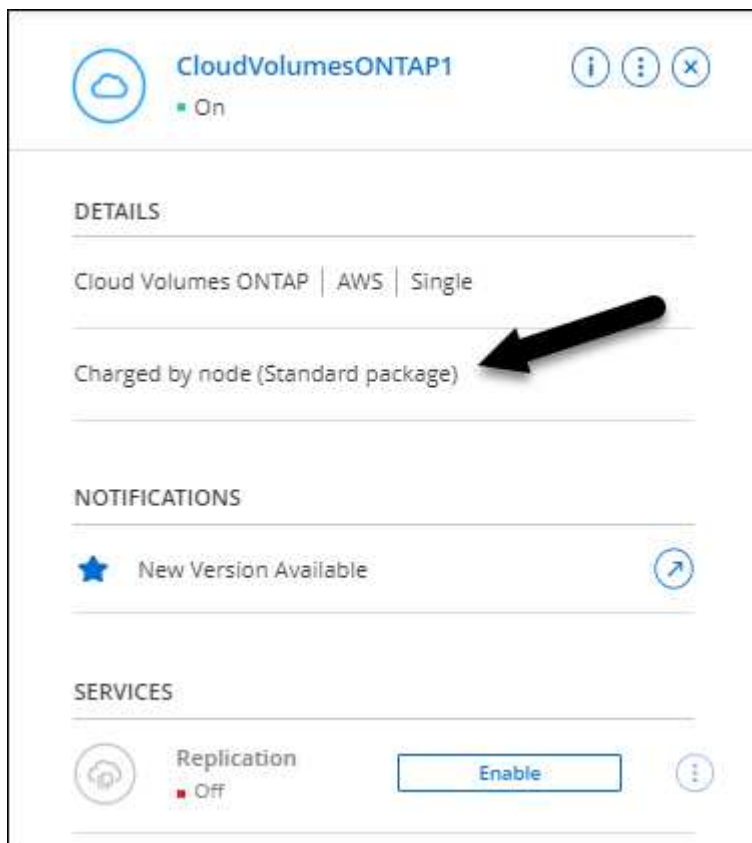 CloudVolumesONTAP1
On
DETAILS
Cloud Volumes ONTAP | AWS | Single
Charged by node (Standard package)
NOTIFICATIONS
New Version Available
SERVICES
Replication
Enable
Off